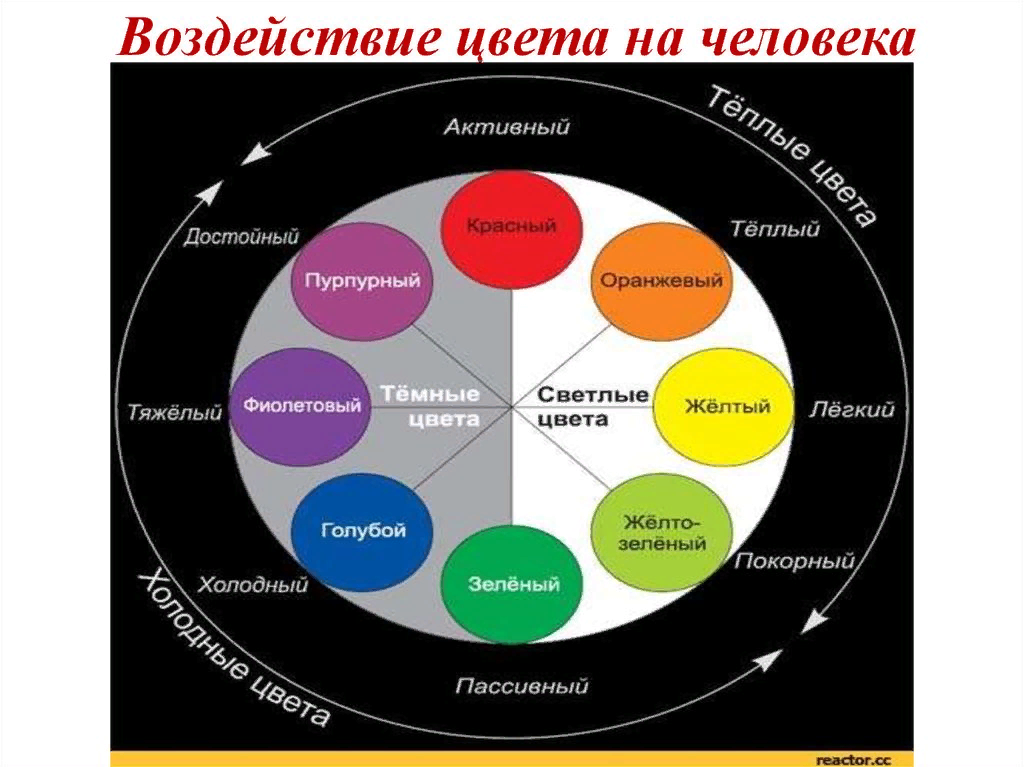 Воздействие цвета на человека
Тёплые цвета
Активный
Достойный
Тёплый
Красный
Пурпурный
Оранжевый
Тяжёлый
Фиолетовый
Тёмные
цвета
Светлые
цвета
Жёлтый
Лёгкий
Голубой
Жёлто-
зелёный
Холодный
Зелёный
Покорный
Холодные цвета
Пассивный
reactor.cc